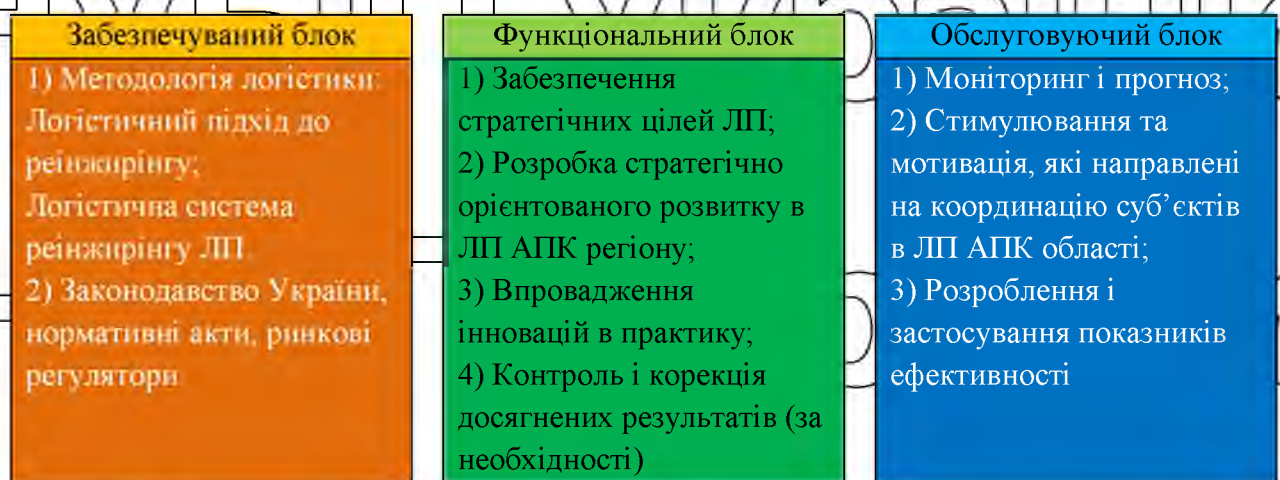 Забезпечуваний блок
1) Методологія логістики:
Логістичний підхід до
реінжирінгу;
Логістична система
реінжирінгу ЛП
2) Законодавство України,
нормативні акти, ринкові
регулятори
Функціональний блок
1) Забезпечення
стратегічних цілей ЛП;
2) Розробка стратегічно
орієнтованого розвитку в
ЛП АПК регіону;
3) Впровадження
інновацій в практику;
4) Контроль і корекція
досягнених результатів (за
необхідності)
Обслуговуючий блок
1) Моніторинг і прогноз;
2) Стимулювання та
мотивація, які направлені
на координацію суб’єктів
в ЛП АПК області;
3) Розроблення і
застосування показників
ефективності